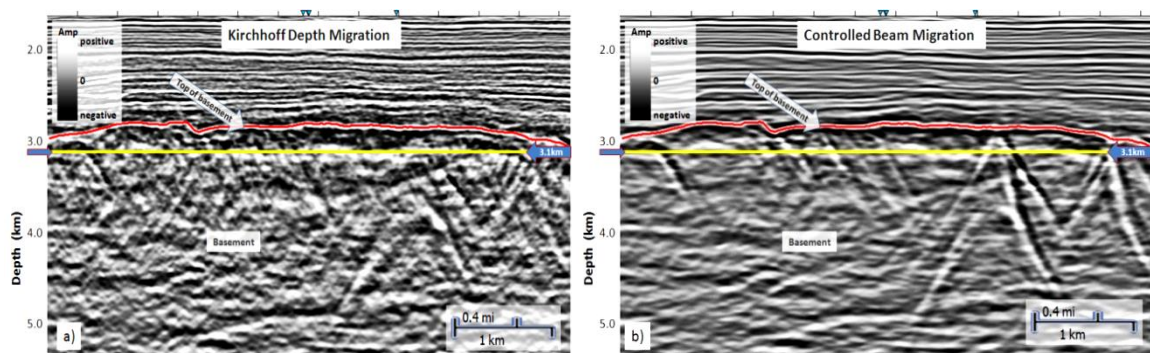 Amp
positive
0
negative
Kirchhoff Depth Migration
Top of basement
2.0
3.0
4.0
5.0
Depth (km)
3.1km
Basement
0.4 mi
1 km
a)
Amp
positive
0
negative
Controlled Beam Migration
Top of basement
2.0
3.0
4.0
5.0
Depth (km)
3.1km
Basement
0.4 mi
1 km
b)